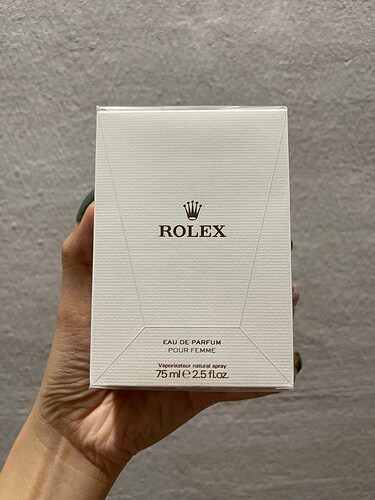 ROLEX
EAU DE PARFUM
POUR FEMME
Vaporisateur natural spray
75 ml ℮ 2.5 fl.oz.